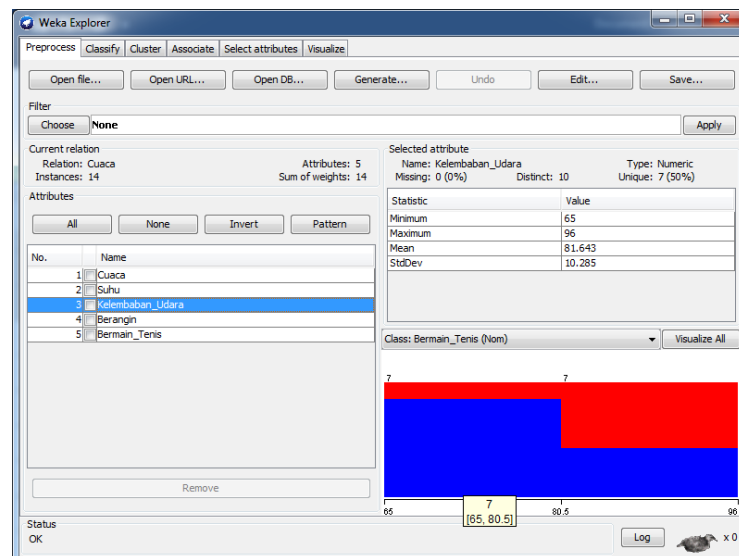 Weka Explorer
Preprocess Classify Cluster Associate Select attributes Visualize
Open file... Open URL... Open DB... Generate... Undo Edit... Save...
Filter
Choose None Apply
Current relation
Relation: Cuaca Attributes: 5
Instances: 14 Sum of weights: 14
Attributes
All None Invert Pattern
No. Name
1 Cuaca
2 Suhu
3 Kelembaban_Udara
4 Berangin
5 Bermain_Tenis
Remove
Selected attribute
Name: Kelembaban_Udara Type: Numeric
Missing: 0 (0%) Distinct: 10 Unique: 7 (50%)
Statistic Value
Minimum 65
Maximum 96
Mean 81.643
StdDev 10.285
Class: Bermain_Tenis (Nom) Visualize All
7 7
65 80.5 96
7
[65, 80.5]
Status
OK
Log x 0